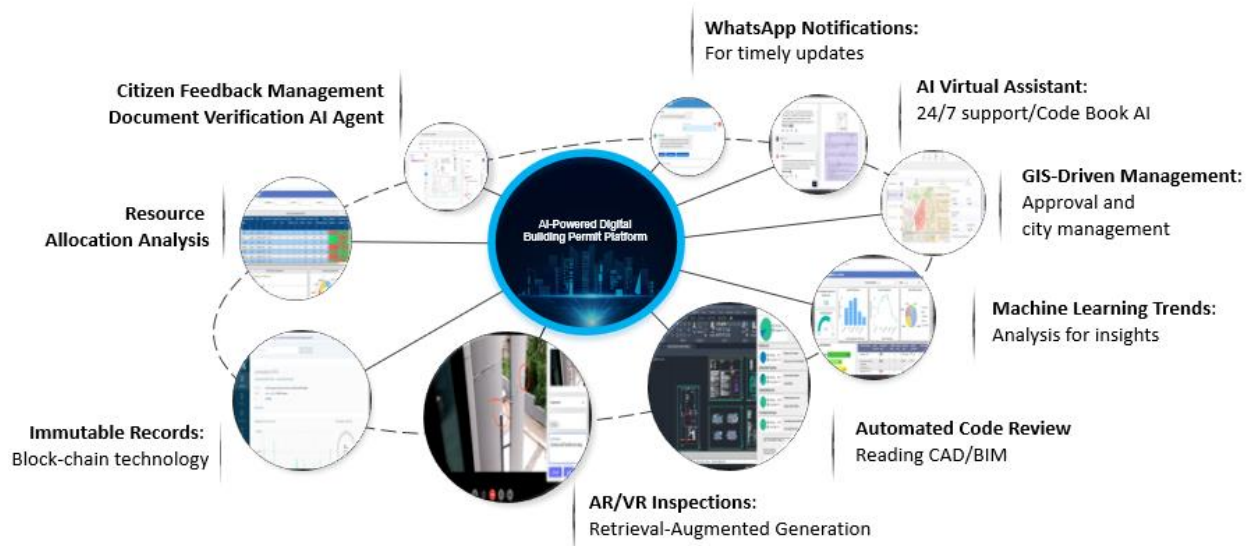 WhatsApp Notifications:
For timely updates
Citizen Feedback Management
Document Verification AI Agent
AI Virtual Assistant:
24/7 support/Code Book AI
GIS-Driven Management:
Approval and
city management
Resource
Allocation Analysis
AI-Powered Digital
Building Permit Platform
Machine Learning Trends:
Analysis for insights
Immutable Records:
Block-chain technology
Automated Code Review
Reading CAD/BIM
AR/VR Inspections:
Retrieval-Augmented Generation